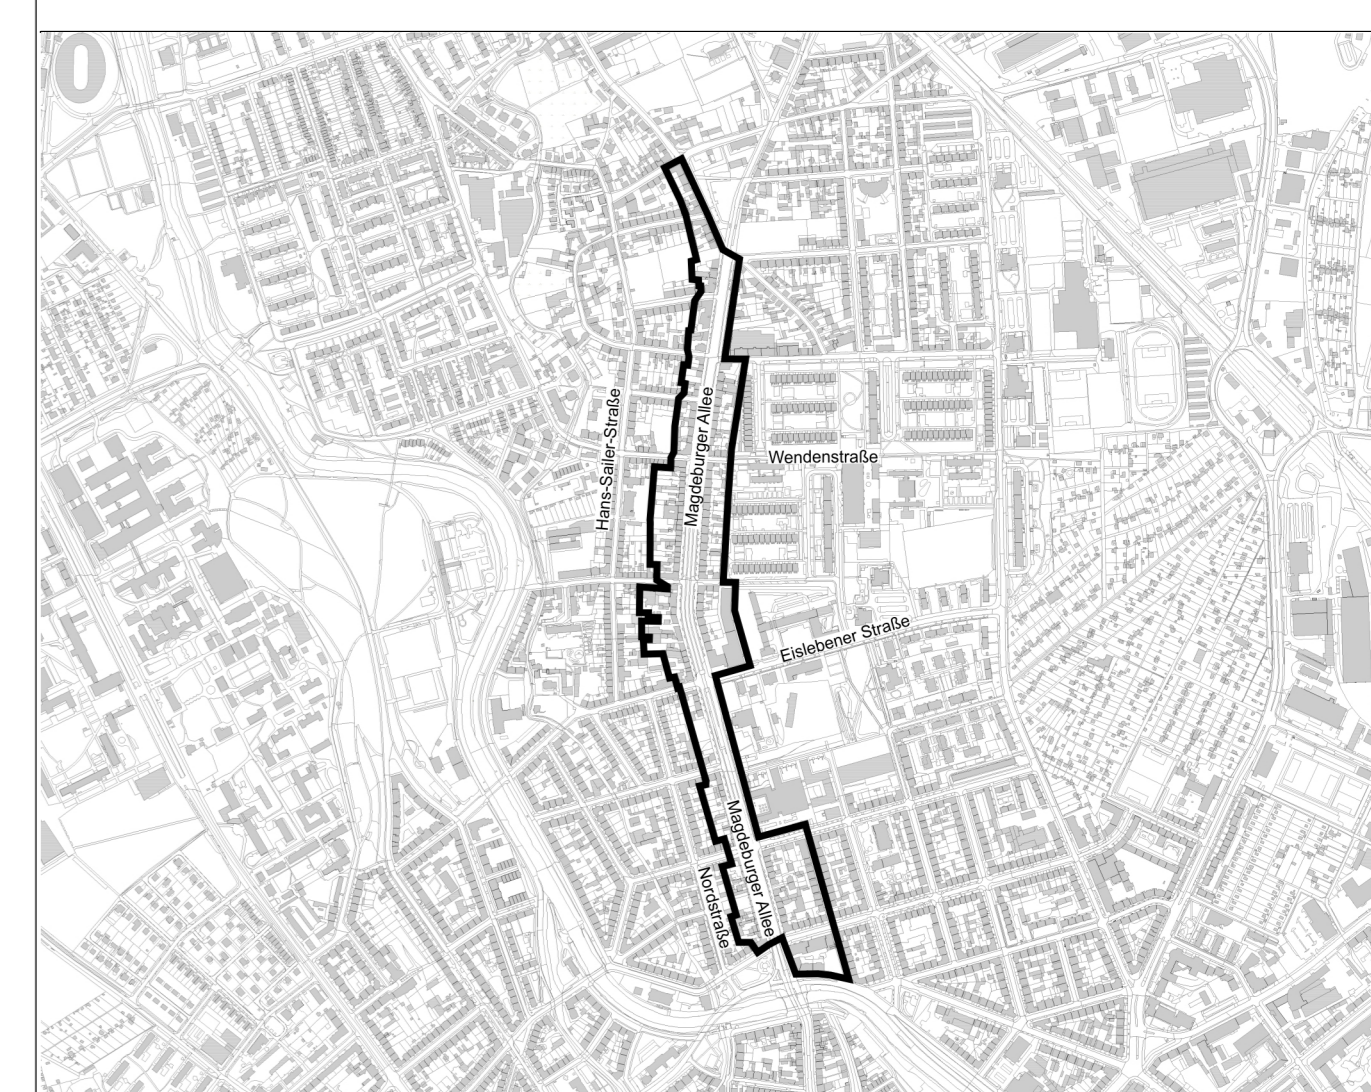 Hans-Sailer-Straße
Magdeburger Allee
Wendenstraße
Eislebener Straße
Magdeburger Allee
Nordstraße